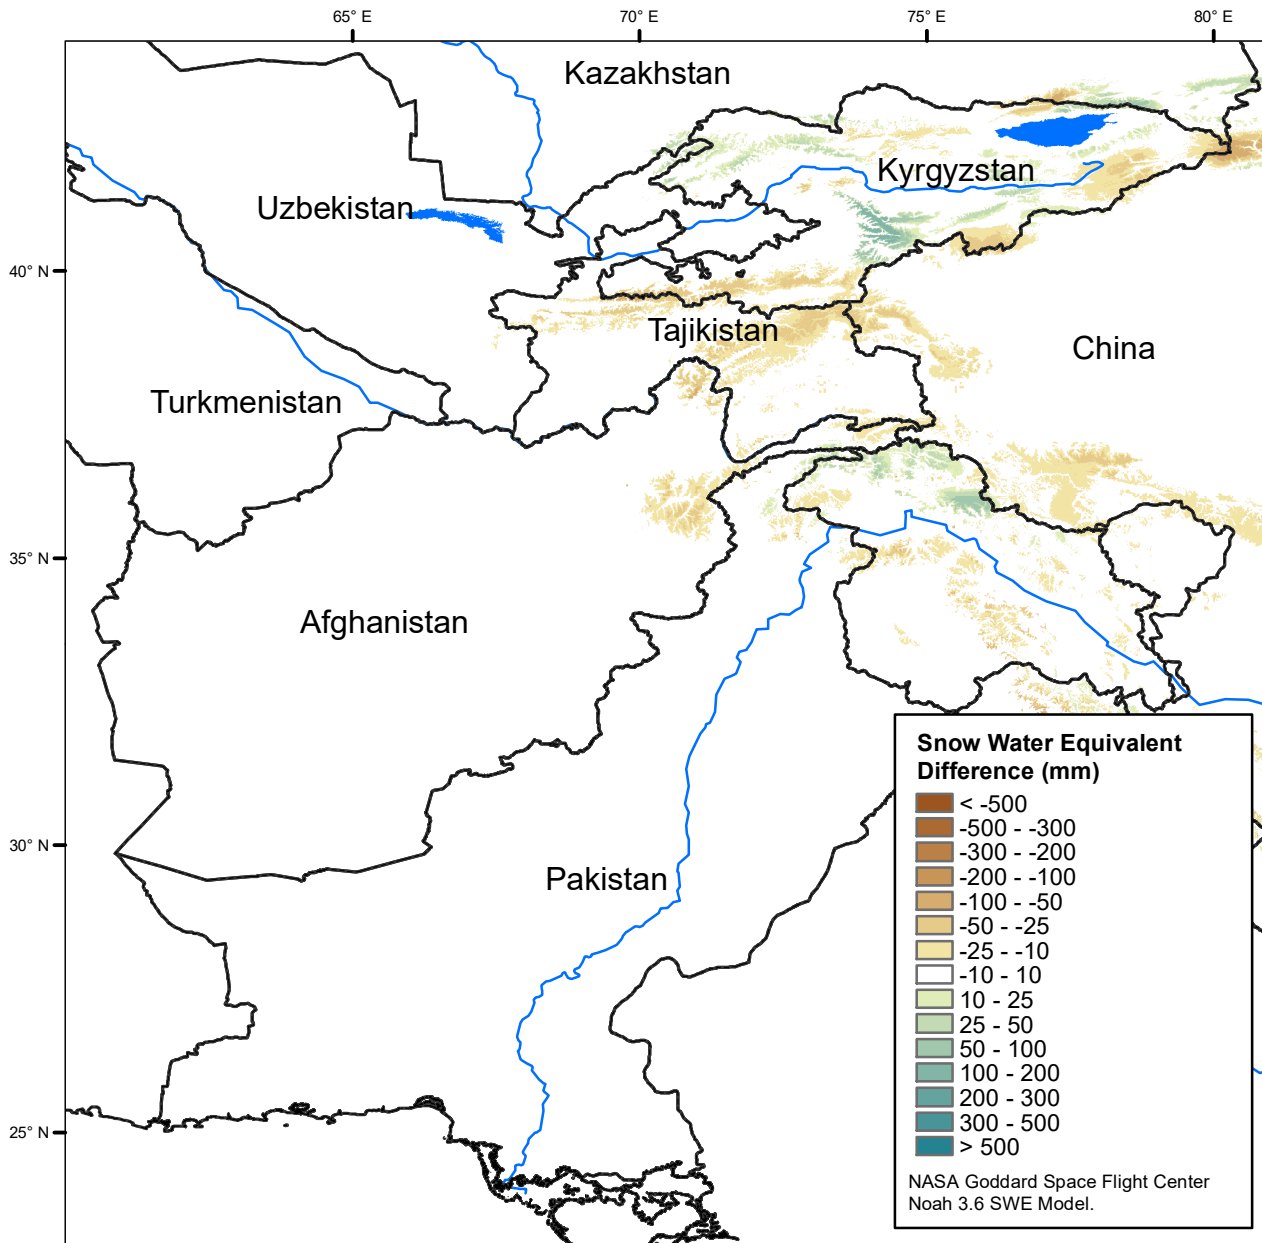 65° E
70° E
75° E
80° E
Kazakhstan
Kyrgyzstan
Uzbekistan
40° N
Tajikistan
China
Turkmenistan
35° N
Afghanistan
30° N
Pakistan
25° N
Snow Water Equivalent
Difference (mm)
< -500
-500 - -300
-300 - -200
-200 - -100
-100 - -50
-50 - -25
-25 - -10
-10 - 10
10 - 25
25 - 50
50 - 100
100 - 200
200 - 300
300 - 500
> 500
NASA Goddard Space Flight Center
Noah 3.6 SWE Model.